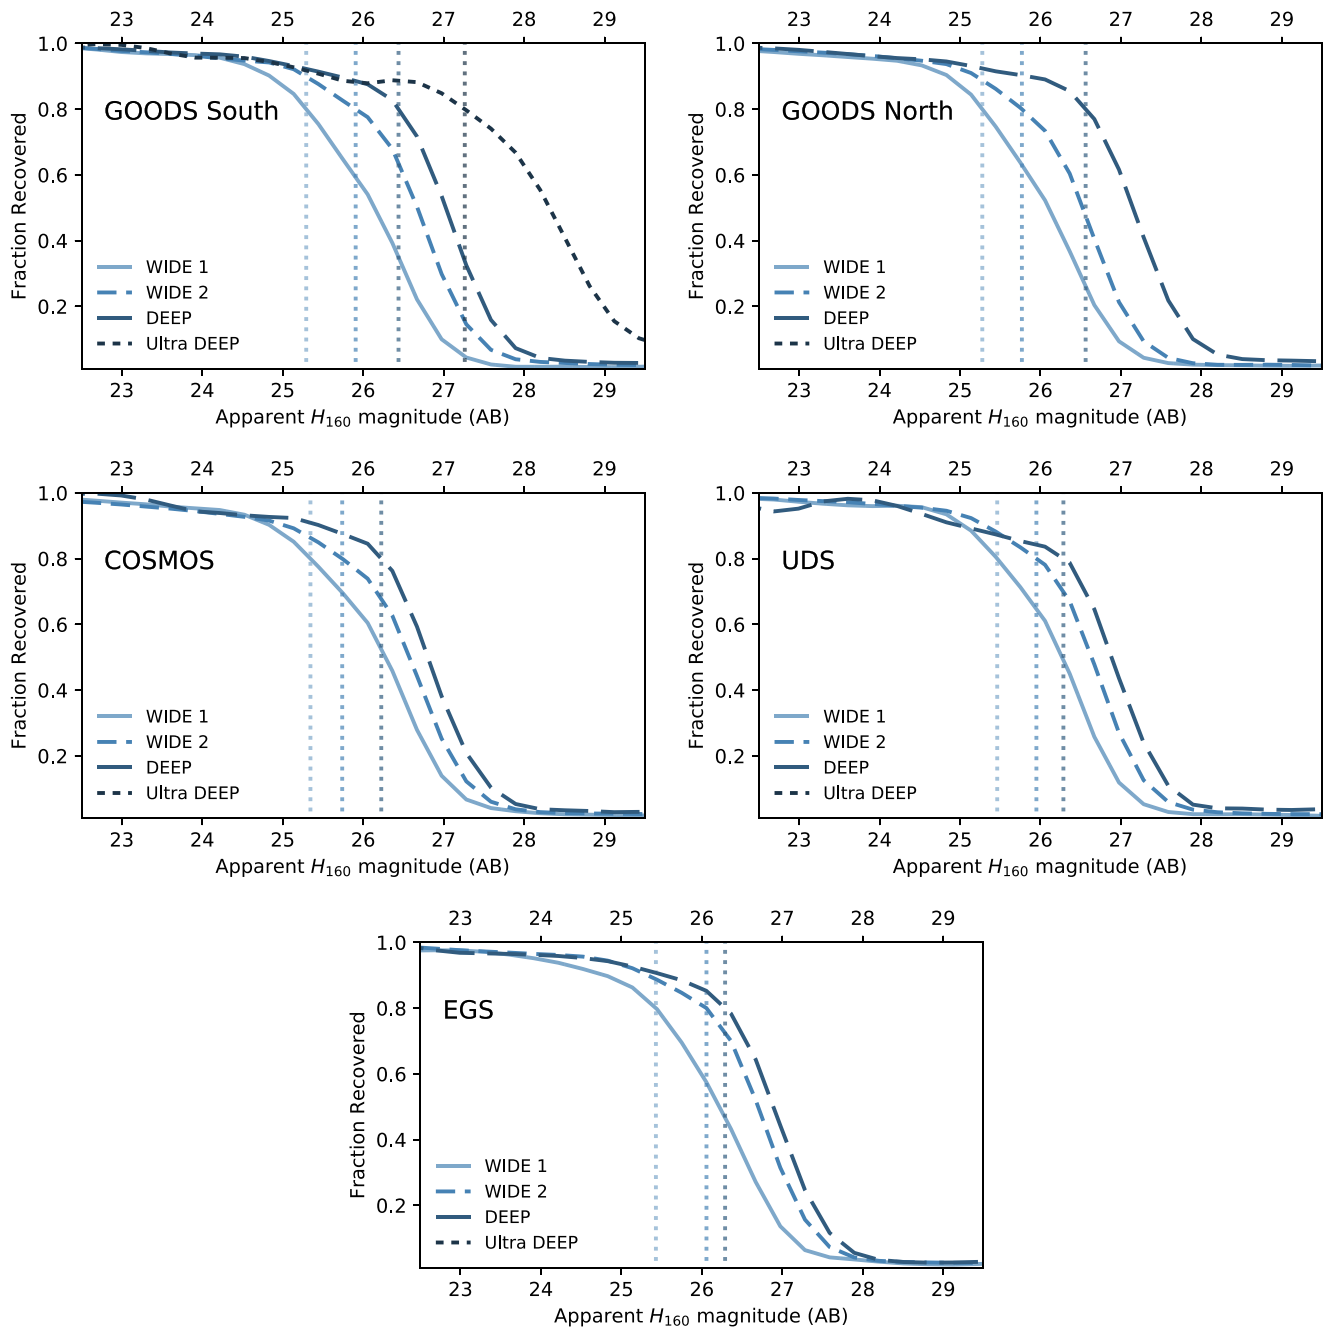 23 24 25 26 27 28 29
1.0
0.8
0.6
0.4
0.2
Fraction Recovered
GOODS South
WIDE 1
WIDE 2
DEEP
Ultra DEEP
23 24 25 26 27 28 29
Apparent H160 magnitude (AB)
23 24 25 26 27 28 29
1.0
0.8
0.6
0.4
0.2
Fraction Recovered
GOODS North
WIDE 1
WIDE 2
DEEP
Ultra DEEP
23 24 25 26 27 28 29
Apparent H160 magnitude (AB)
23 24 25 26 27 28 29
1.0
0.8
0.6
0.4
0.2
Fraction Recovered
COSMOS
WIDE 1
WIDE 2
DEEP
Ultra DEEP
23 24 25 26 27 28 29
Apparent H160 magnitude (AB)
23 24 25 26 27 28 29
1.0
0.8
0.6
0.4
0.2
Fraction Recovered
UDS
WIDE 1
WIDE 2
DEEP
Ultra DEEP
23 24 25 26 27 28 29
Apparent H160 magnitude (AB)
23 24 25 26 27 28 29
1.0
0.8
0.6
0.4
0.2
Fraction Recovered
EGS
WIDE 1
WIDE 2
DEEP
Ultra DEEP
23 24 25 26 27 28 29
Apparent H160 magnitude (AB)